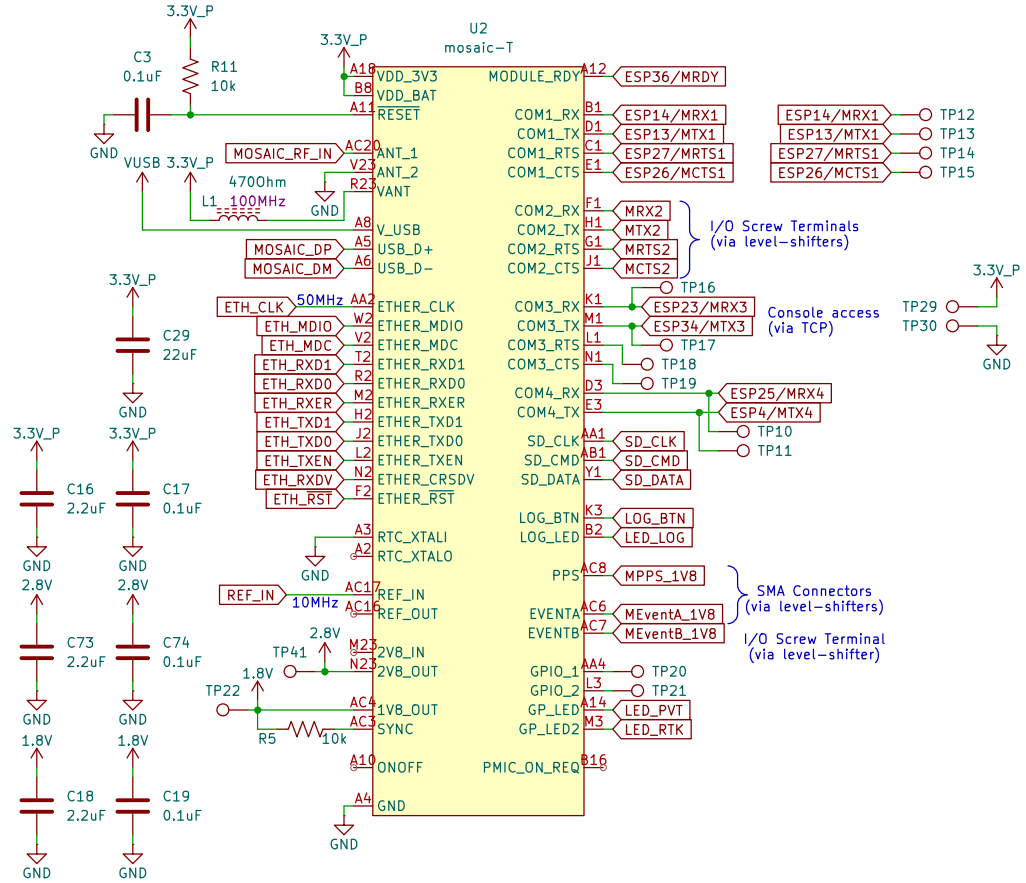 U2
mosaic-T
3.3V_P
C3
0.1uF
R11
10k
GND
3.3V_P
A18 VDD_3V3
B8 VDD_BAT
A11 RESET
MOSAIC_RF_IN AC20 ANT_1
V23 ANT_2
R23 VANT
GND
VUSB
3.3V_P
470Ohm
L1 100MHz
A8 V_USB
MOSAIC_DP A5 USB_D+
MOSAIC_DM A6 USB_D-
ETH_CLK 50MHz AA2 ETHER_CLK
ETH_MDIO W2 ETHER_MDIO
ETH_MDC V2 ETHER_MDC
ETH_RXD1 T2 ETHER_RXD1
ETH_RXD0 R2 ETHER_RXD0
ETH_RXER M2 ETHER_RXER
ETH_TXD1 H2 ETHER_TXD1
ETH_TXD0 J2 ETHER_TXD0
ETH_TXEN L2 ETHER_TXEN
ETH_RXDV N2 ETHER_CRSDV
ETH_RST F2 ETHER_RST
A3 RTC_XTALI
A2 RTC_XTALO
GND
REF_IN AC17 REF_IN
10MHz AC16 REF_OUT
M23 2V8_IN
TP41 2.8V N23 2V8_OUT
TP22 1.8V AC4 1V8_OUT
R5 10k AC3 SYNC
A10 ONOFF
A4 GND
GND
MODULE_RDY A12 ESP36/MRDY
COM1_RX B1 ESP14/MRX1
COM1_TX D1 ESP13/MTX1
COM1_RTS C1 ESP27/MRTS1
COM1_CTS E1 ESP26/MCTS1
COM2_RX F1 MRX2
COM2_TX H1 MTX2
COM2_RTS G1 MRTS2
COM2_CTS J1 MCTS2
I/O Screw Terminals
(via level-shifters)
TP16
COM3_RX K1 ESP23/MRX3
COM3_TX M1 ESP34/MTX3
COM3_RTS L1 TP17
COM3_CTS N1 TP18
TP19
Console access
(via TCP)
COM4_RX D3 ESP25/MRX4
COM4_TX E3 ESP4/MTX4
TP10
TP11
SD_CLK AA1 SD_CLK
SD_CMD AB1 SD_CMD
SD_DATA Y1 SD_DATA
LOG_BTN K3 LOG_BTN
LOG_LED B2 LED_LOG
PPS AC8 MPPS_1V8
EVENTA AC6 MEventA_1V8
EVENTB AC7 MEventB_1V8
SMA Connectors
(via level-shifters)
I/O Screw Terminal
(via level-shifter)
GPIO_1 AA4 TP20
GPIO_2 L3 TP21
GP_LED A14 LED_PVT
GP_LED2 M3 LED_RTK
PMIC_ON_REQ B16
ESP14/MRX1 TP12
ESP13/MTX1 TP13
ESP27/MRTS1 TP14
ESP26/MCTS1 TP15
3.3V_P
TP29
TP30
GND
3.3V_P
C29
22uF
GND
3.3V_P
C16
2.2uF
GND
3.3V_P
C17
0.1uF
GND
2.8V
C73
2.2uF
GND
2.8V
C74
0.1uF
GND
1.8V
C18
2.2uF
GND
1.8V
C19
0.1uF
GND